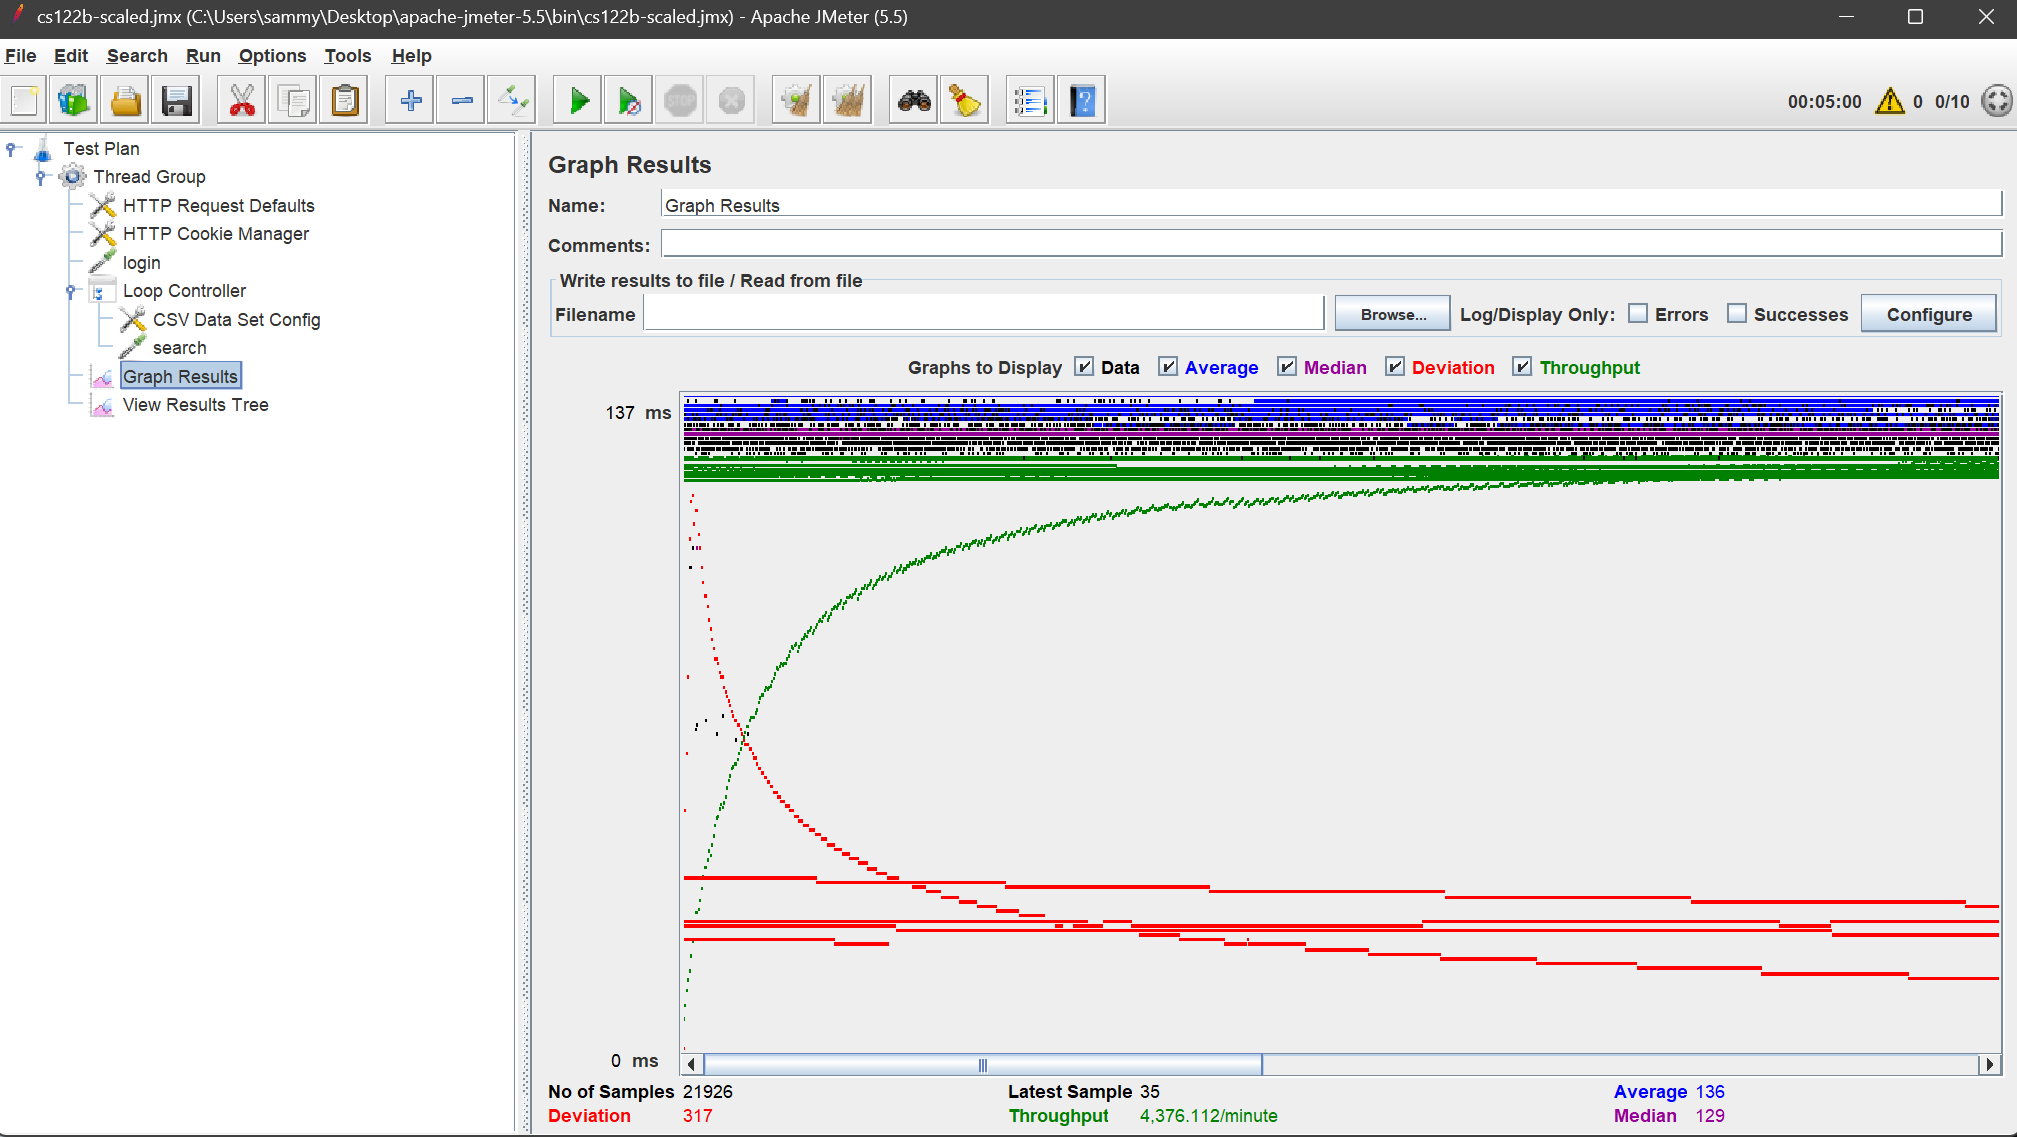 cs122b-scaled.jmx (C:\Users\sammy\Desktop\apache-jmeter-5.5\bin\cs122b-scaled.jmx) - Apache JMeter (5.5)
File Edit Search Run Options Tools Help
STOP
00:05:00 0 0/10
Test Plan
Thread Group
HTTP Request Defaults
HTTP Cookie Manager
login
Loop Controller
CSV Data Set Config
search
Graph Results
View Results Tree
Graph Results
Name: Graph Results
Comments:
Write results to file / Read from file
Filename Browse... Log/Display Only: Errors Successes Configure
Graphs to Display Data Average Median Deviation Throughput
137 ms
0 ms
No of Samples 21926 Latest Sample 35 Average 136
Deviation 317 Throughput 4,376.112/minute Median 129